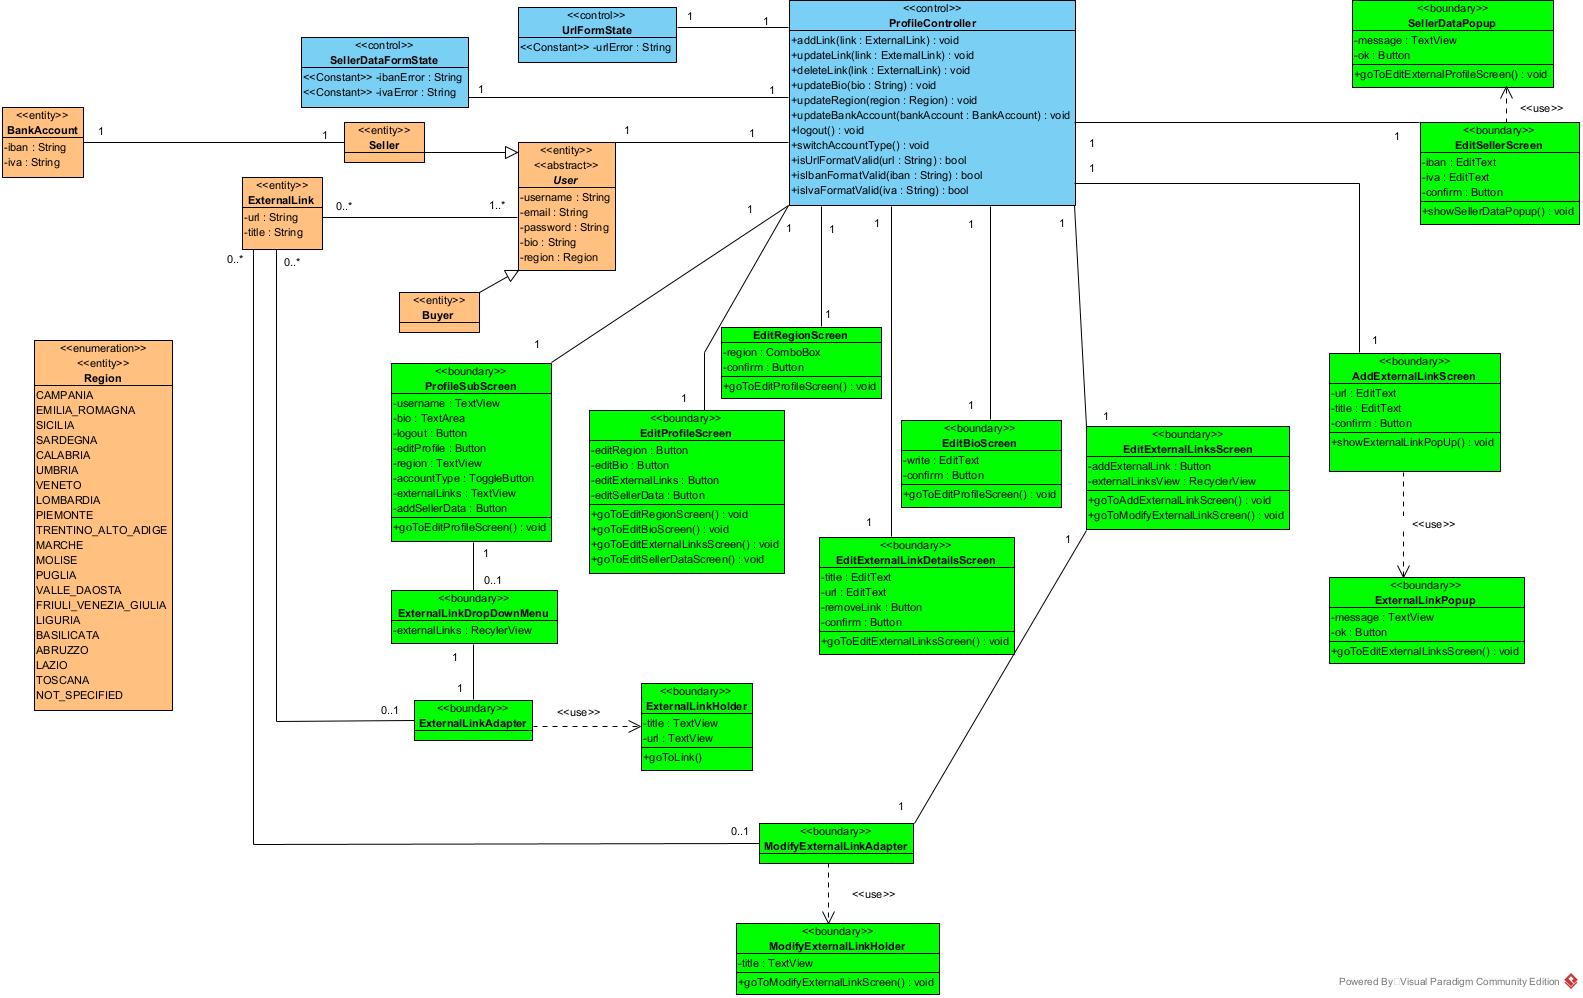 <<control>>
UrlFormState
<<Constant>> -urlError : String
1
1
<<control>>
SellerDataFormState
<<Constant>> -ibanError : String
<<Constant>> -ivaError : String
1
1
<<control>>
ProfileController
+addLink(link : ExternalLink) : void
+updateLink(link : ExternalLink) : void
+deleteLink(link : ExternalLink) : void
+updateBio(bio : String) : void
+updateRegion(region : Region) : void
+updateBankAccount(bankAccount : BankAccount) : void
+logout() : void
+switchAccountType() : void
+isUrlFormatValid(url : String) : bool
+isIbanFormatValid(iban : String) : bool
+isIvaFormatValid(iva : String) : bool
<<boundary>>
SellerDataPopup
-message : TextView
-ok : Button
+goToEditExternalProfileScreen() : void
<<use>>
<<boundary>>
EditSellerScreen
-iban : EditText
-iva : EditText
-confirm : Button
+showSellerDataPopup() : void
1
1
1
<<entity>>
BankAccount
-iban : String
-iva : String
1
1
<<entity>>
Seller
<<entity>>
<<abstract>>
User
-username : String
-email : String
-password : String
-bio : String
-region : Region
1
1
<<entity>>
ExternalLink
-url : String
-title : String
0..*
1..*
0..*
0..*
<<entity>>
Buyer
<<enumeration>>
<<entity>>
Region
CAMPANIA
EMILIA_ROMAGNA
SICILIA
SARDEGNA
CALABRIA
UMBRIA
VENETO
LOMBARDIA
PIEMONTE
TRENTINO_ALTO_ADIGE
MARCHE
MOLISE
PUGLIA
VALLE_DAOSTA
FRIULI_VENEZIA_GIULIA
LIGURIA
BASILICATA
ABRUZZO
LAZIO
TOSCANA
NOT_SPECIFIED
1
1
1
1
1
1
1
<<boundary>>
ProfileSubScreen
-username : TextView
-bio : TextArea
-logout : Button
-editProfile : Button
-region : TextView
-accountType : ToggleButton
-externalLinks : TextView
-addSellerData : Button
+goToEditProfileScreen() : void
1
EditRegionScreen
-region : ComboBox
-confirm : Button
+goToEditProfileScreen() : void
1
<<boundary>>
EditProfileScreen
-editRegion : Button
-editBio : Button
-editExternalLinks : Button
-editSellerData : Button
+goToEditRegionScreen() : void
+goToEditBioScreen() : void
+goToEditExternalLinksScreen() : void
+goToEditSellerDataScreen() : void
1
<<boundary>>
EditBioScreen
-write : EditText
-confirm : Button
+goToEditProfileScreen() : void
1
<<boundary>>
EditExternalLinksScreen
-addExternalLink : Button
-externalLinksView : RecyclerView
+goToAddExternalLinkScreen() : void
+goToModifyExternalLinkScreen() : void
1
1
<<boundary>>
AddExternalLinkScreen
-url : EditText
-title : EditText
-confirm : Button
+showExternalLinkPopUp() : void
<<use>>
<<boundary>>
ExternalLinkPopup
-message : TextView
-ok : Button
+goToEditExternalLinksScreen() : void
1
<<boundary>>
EditExternalLinkDetailsScreen
-title : EditText
-url : EditText
-removeLink : Button
-confirm : Button
+goToEditExternalLinksScreen() : void
1
0..1
<<boundary>>
ExternalLinkDropDownMenu
-externalLinks : RecylerView
1
1
0..1
<<boundary>>
ExternalLinkAdapter
<<use>>
<<boundary>>
ExternalLinkHolder
-title : TextView
-url : TextView
+goToLink()
1
0..1
<<boundary>>
ModifyExternalLinkAdapter
<<use>>
<<boundary>>
ModifyExternalLinkHolder
-title : TextView
+goToModifyExternalLinkScreen() : void
Powered By Visual Paradigm Community Edition